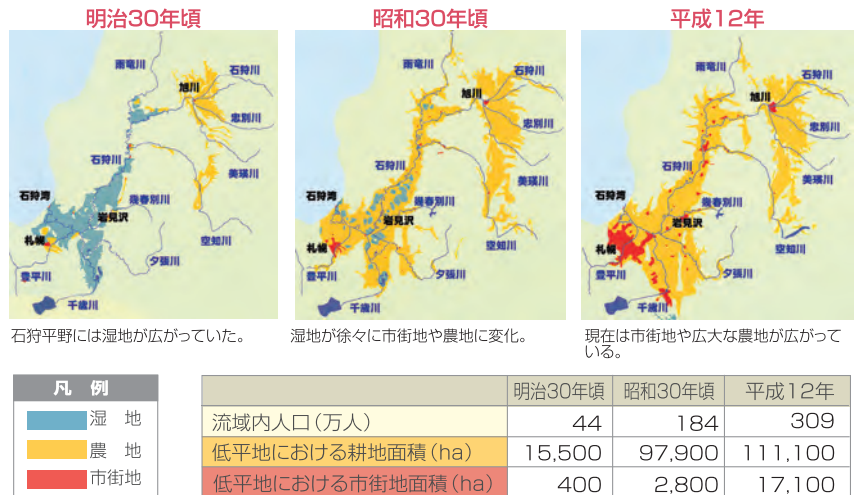 明治30年頃
昭和30年頃
平成12年
雨竜川
石狩川
旭川
忠別川
石狩川
美瑛川
石狩湾
幾春別川
岩見沢
札幌
空知川
夕張川
豊平川
千歳川
雨竜川
石狩川
旭川
忠別川
石狩川
美瑛川
石狩湾
幾春別川
岩見沢
札幌
空知川
夕張川
豊平川
千歳川
雨竜川
石狩川
旭川
忠別川
石狩川
美瑛川
石狩湾
幾春別川
岩見沢
札幌
空知川
夕張川
豊平川
千歳川
石狩平野には湿地が広がっていた。
湿地が徐々に市街地や農地に変化。
現在は市街地や広大な農地が広がって
いる。
凡 例
湿 地
農 地
市街地
明治30年頃 昭和30年頃 平成12年
流域内人口（万人） 44 184 309
低平地における耕地面積（ha） 15,500 97,900 111,100
低平地における市街地面積（ha） 400 2,800 17,100